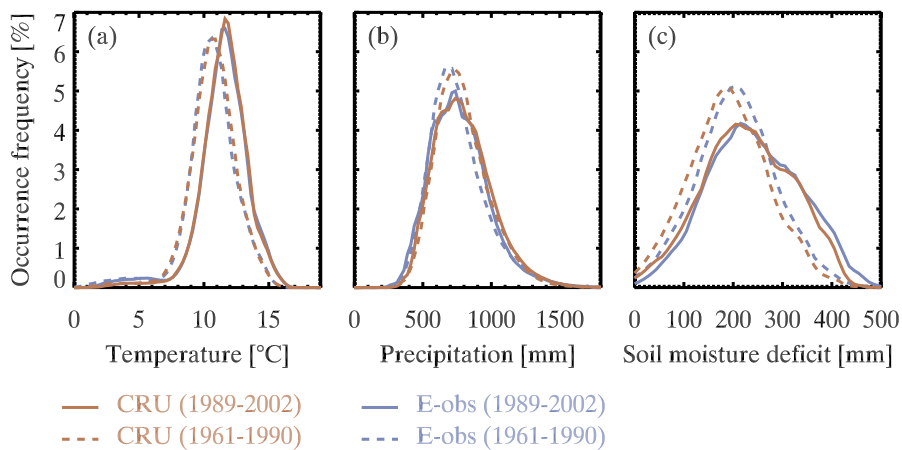 (a) (b) (c)
Occurrence frequency [%]
7
6
5
4
3
2
1
0
0 5 10 15 0 500 1000 1500 0 100 200 300 400 500
Temperature [°C] Precipitation [mm] Soil moisture deficit [mm]
CRU (1989-2002) E-obs (1989-2002)
CRU (1961-1990) E-obs (1961-1990)